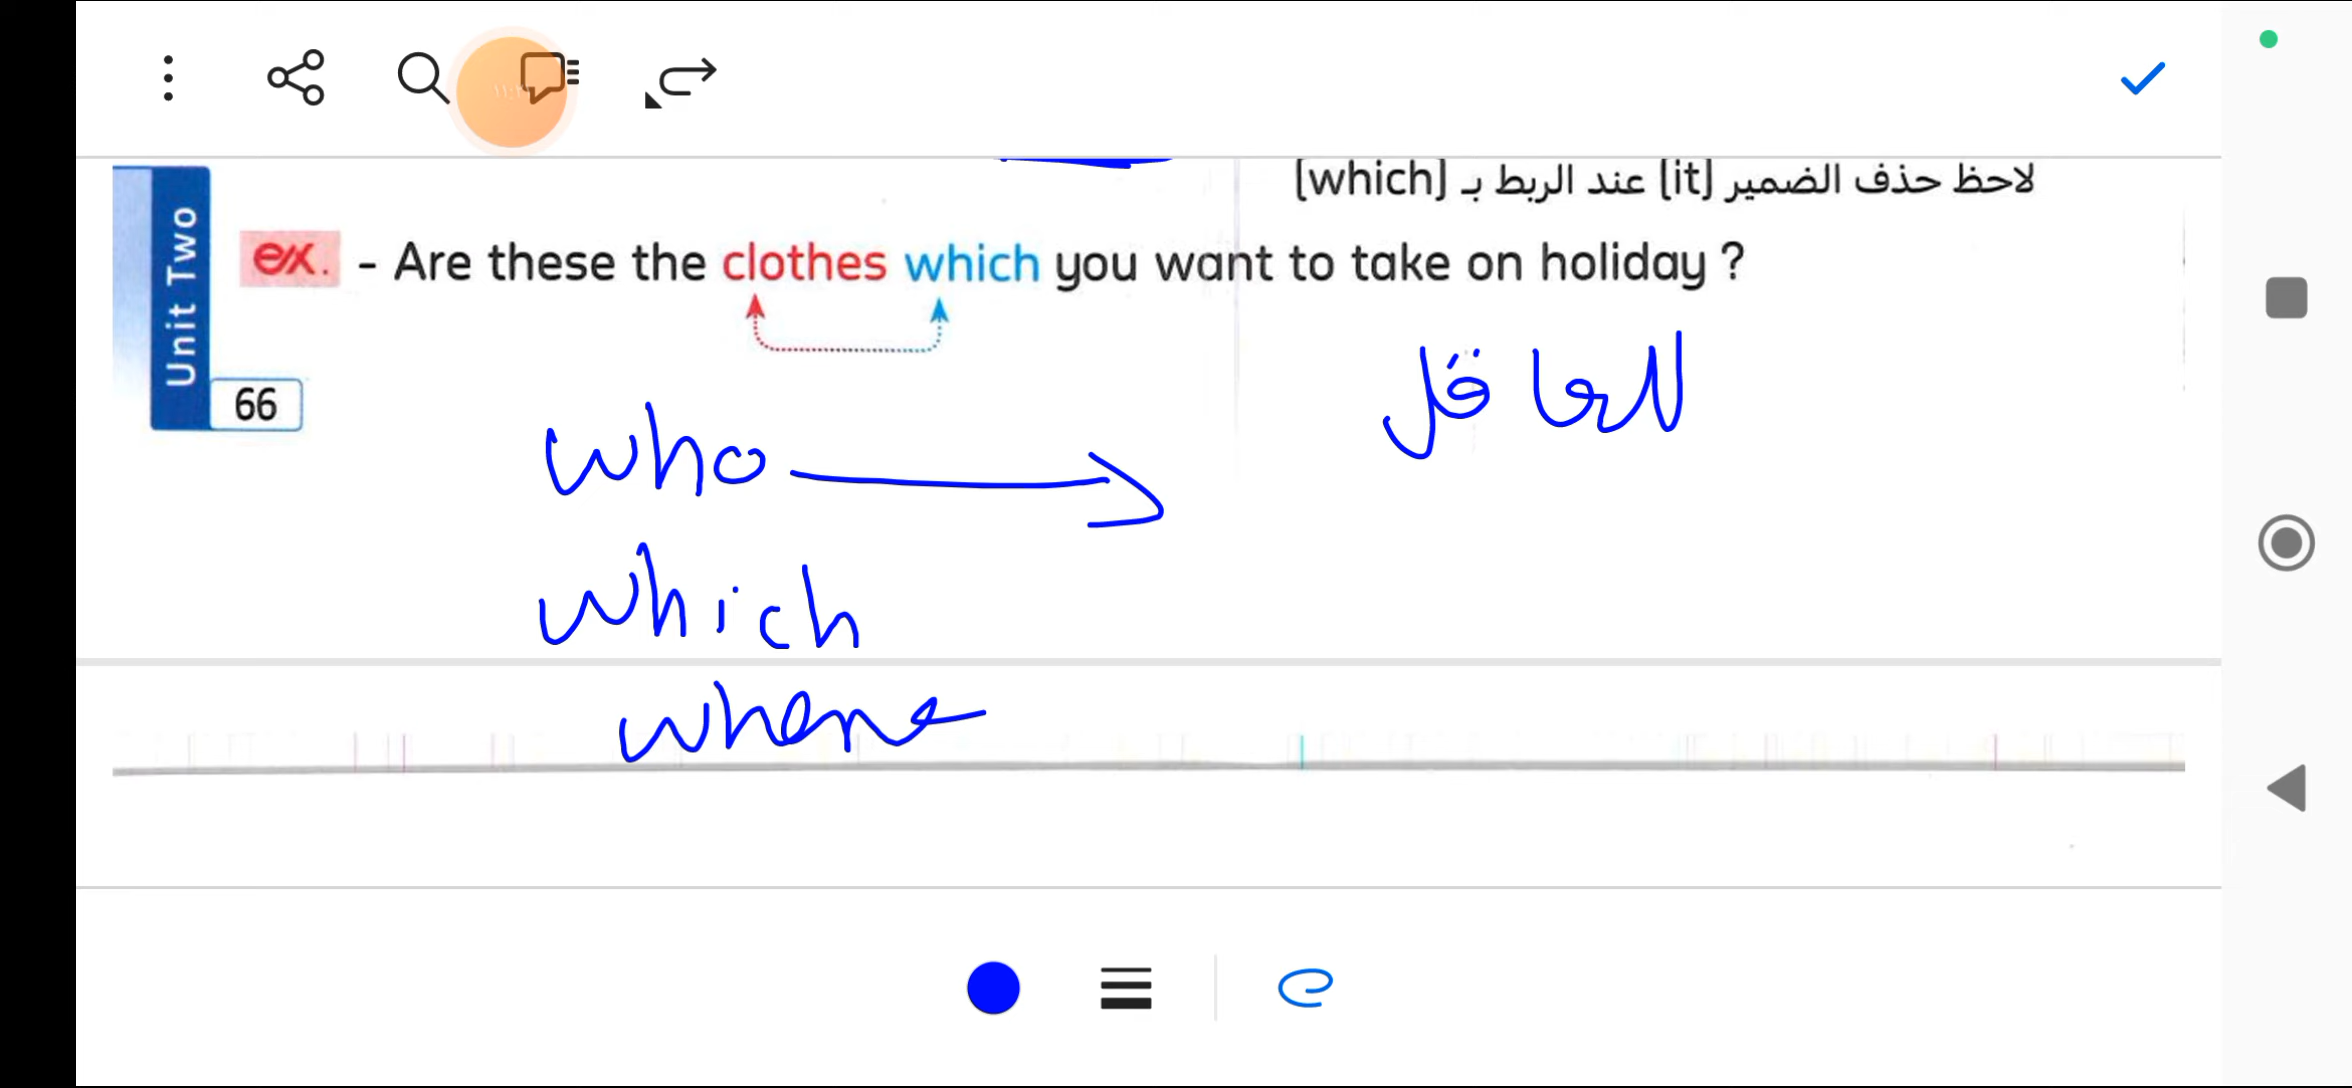 لاحظ حذف الضمير [it] عند الربط بـ [which]
Unit Two
ex. - Are these the clothes which you want to take on holiday ?
66
للعاقل
who
which
where